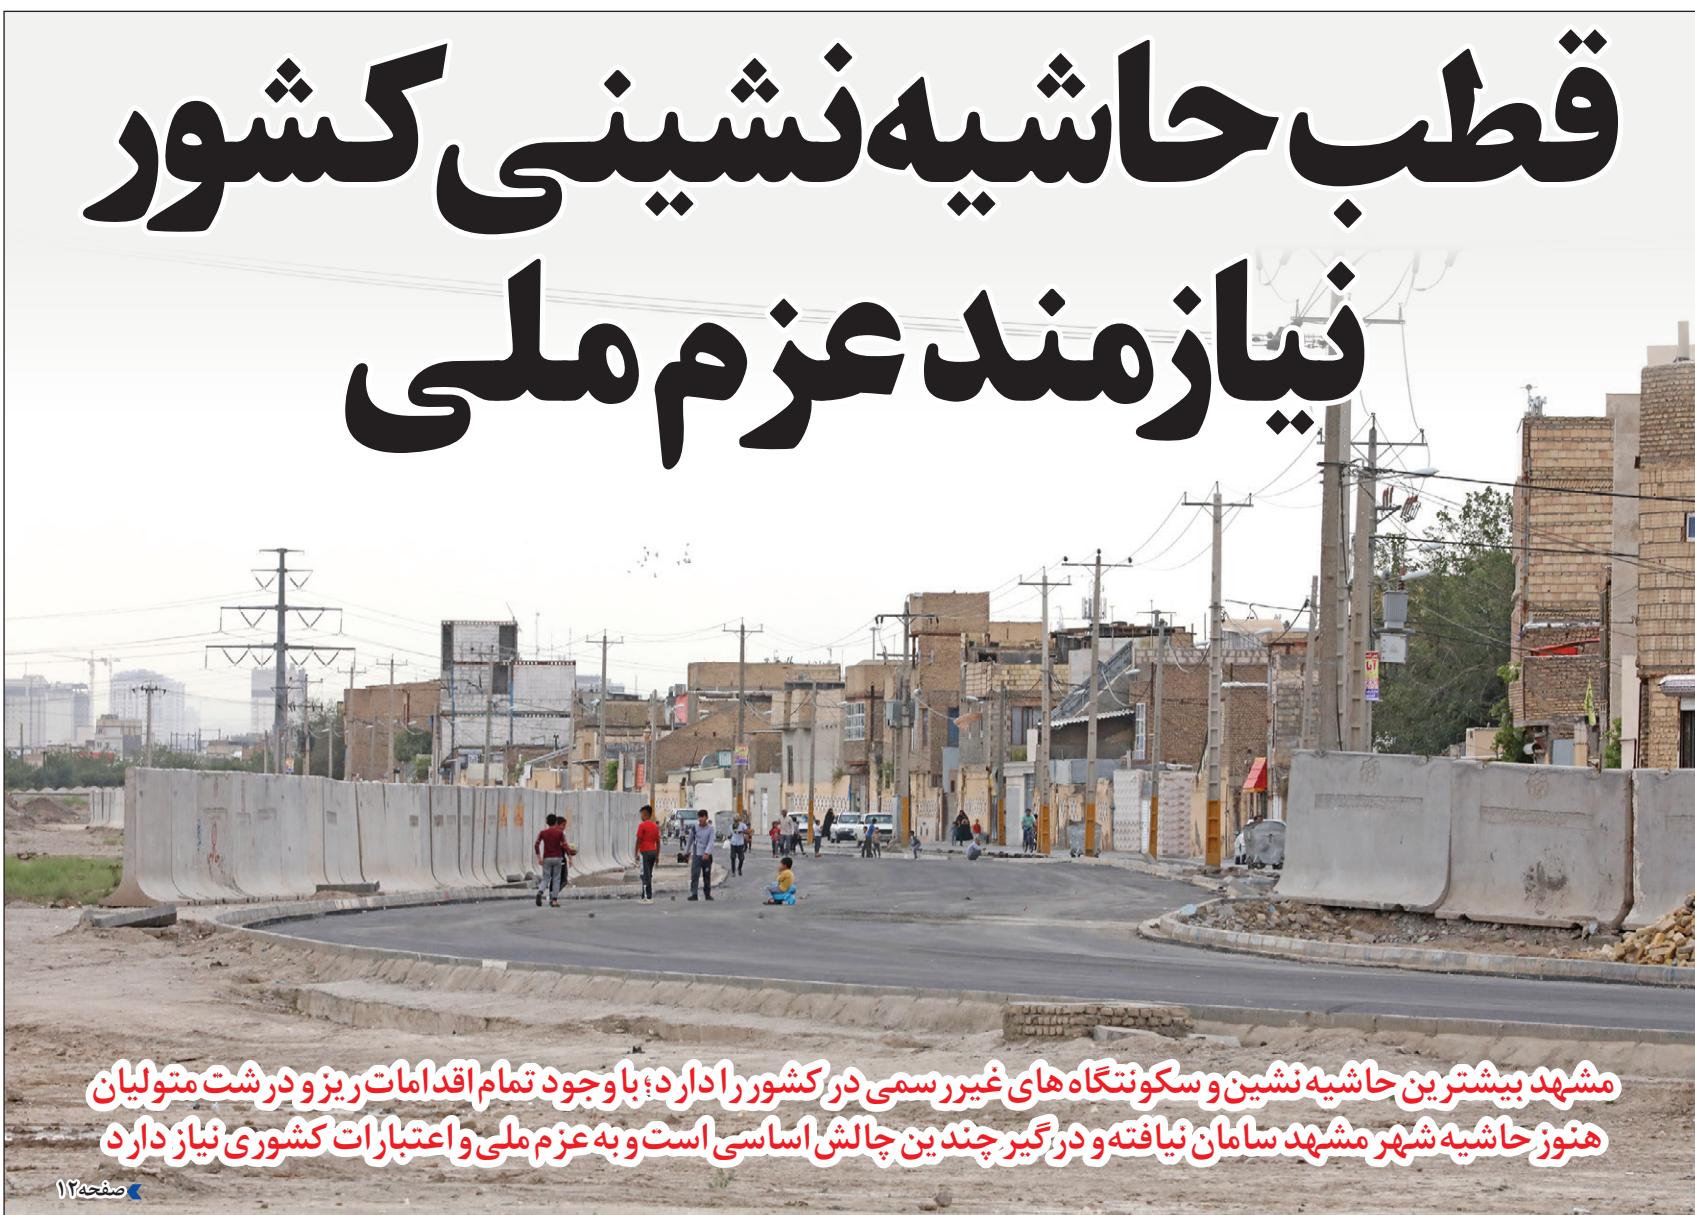 قطب حاشیه نشینی کشور
نیازمند عزم ملی
مشهد بیشترین حاشیه نشین و سکونتگاه های غیررسمی در کشور را دارد؛ با وجود تمام اقدامات ریز و درشت متولیان
هنوز حاشیه شهر مشهد سامان نیافته و درگیر چندین چالش اساسی است و به عزم ملی و اعتبارات کشوری نیاز دارد
صفحه ۱۲